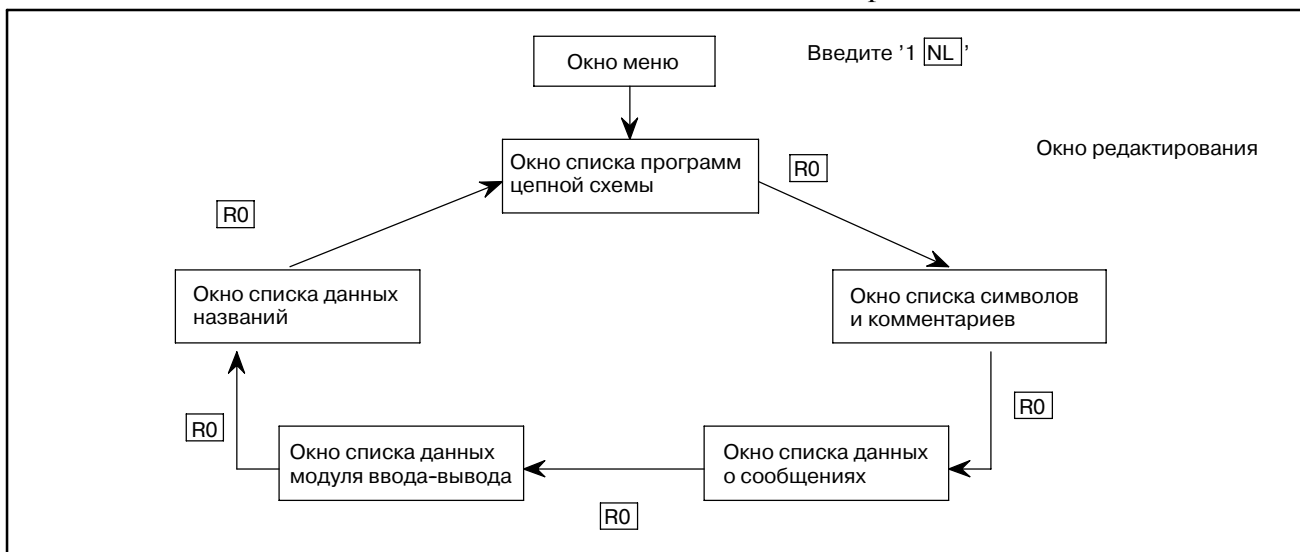 Окно меню
Введите '1 NL'
Окно списка программ
цепной схемы
R0
Окно редактирования
R0
Окно списка данных
названий
Окно списка символов
и комментариев
R0
R0
Окно списка данных
модуля ввода-вывода
Окно списка данных
о сообщениях
R0